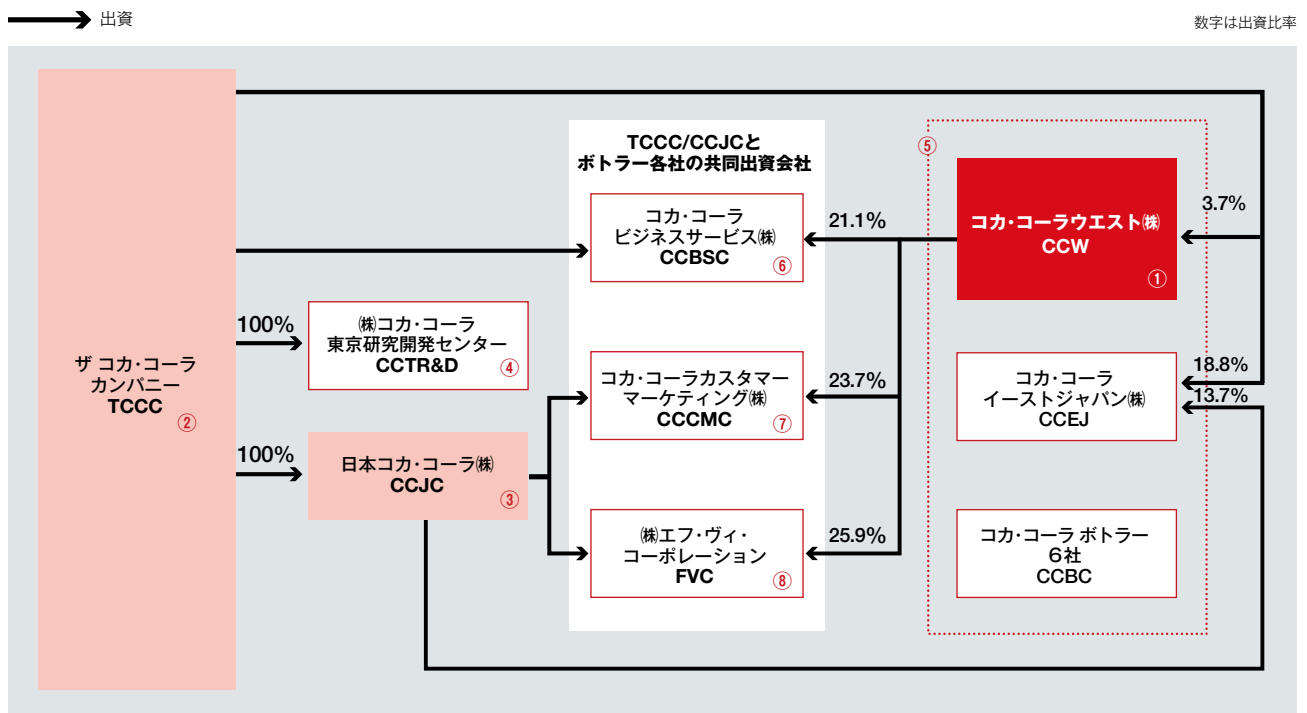 出資
数字は出資比率
ザ コカ・コーラ
カンパニー
TCCC
②
100%
㈱コカ・コーラ
東京研究開発センター
CCTR&D
④
100%
日本コカ・コーラ㈱
CCJC
③
TCCC/CCJCと
ボトラー各社の共同出資会社
コカ・コーラ
ビジネスサービス㈱
CCBSC
⑥
コカ・コーラカスタマー
マーケティング㈱
CCCMC
⑦
㈱エフ・ヴィ・
コーポレーション
FVC
⑧
21.1%
23.7%
25.9%
⑤
コカ・コーラウエスト㈱
CCW
①
コカ・コーラ
イーストジャパン㈱
CCEJ
コカ・コーラ ボトラー
6社
CCBC
3.7%
18.8%
13.7%